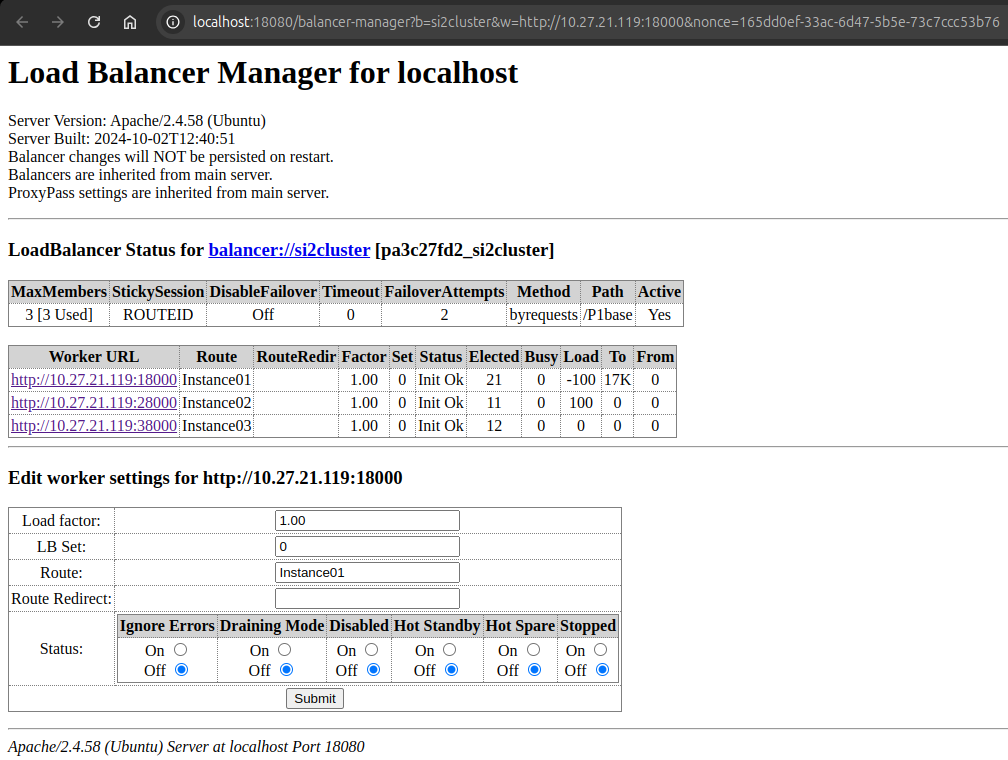 localhost:18080/balancer-manager?b=si2cluster&w=http://10.27.21.119:18000&nonce=165dd0ef-33ac-6d47-5b5e-73c7ccc53b76
Load Balancer Manager for localhost
Server Version: Apache/2.4.58 (Ubuntu)
Server Built: 2024-10-02T12:40:51
Balancer changes will NOT be persisted on restart.
Balancers are inherited from main server.
ProxyPass settings are inherited from main server.
LoadBalancer Status for balancer://si2cluster [pa3c27fd2_si2cluster]
MaxMembers StickySession DisableFailover Timeout FailoverAttempts Method Path Active
3 [3 Used] ROUTEID Off 0 2 byrequests /P1base Yes
Worker URL Route RouteRedir Factor Set Status Elected Busy Load To From
http://10.27.21.119:18000 Instance01 1.00 0 Init Ok 21 0 -100 17K 0
http://10.27.21.119:28000 Instance02 1.00 0 Init Ok 11 0 100 0 0
http://10.27.21.119:38000 Instance03 1.00 0 Init Ok 12 0 0 0 0
Edit worker settings for http://10.27.21.119:18000
Load factor: 1.00
LB Set: 0
Route: Instance01
Route Redirect:
Status:
Ignore Errors Draining Mode Disabled Hot Standby Hot Spare Stopped
On On On On On On
Off Off Off Off Off Off
Submit
Apache/2.4.58 (Ubuntu) Server at localhost Port 18080